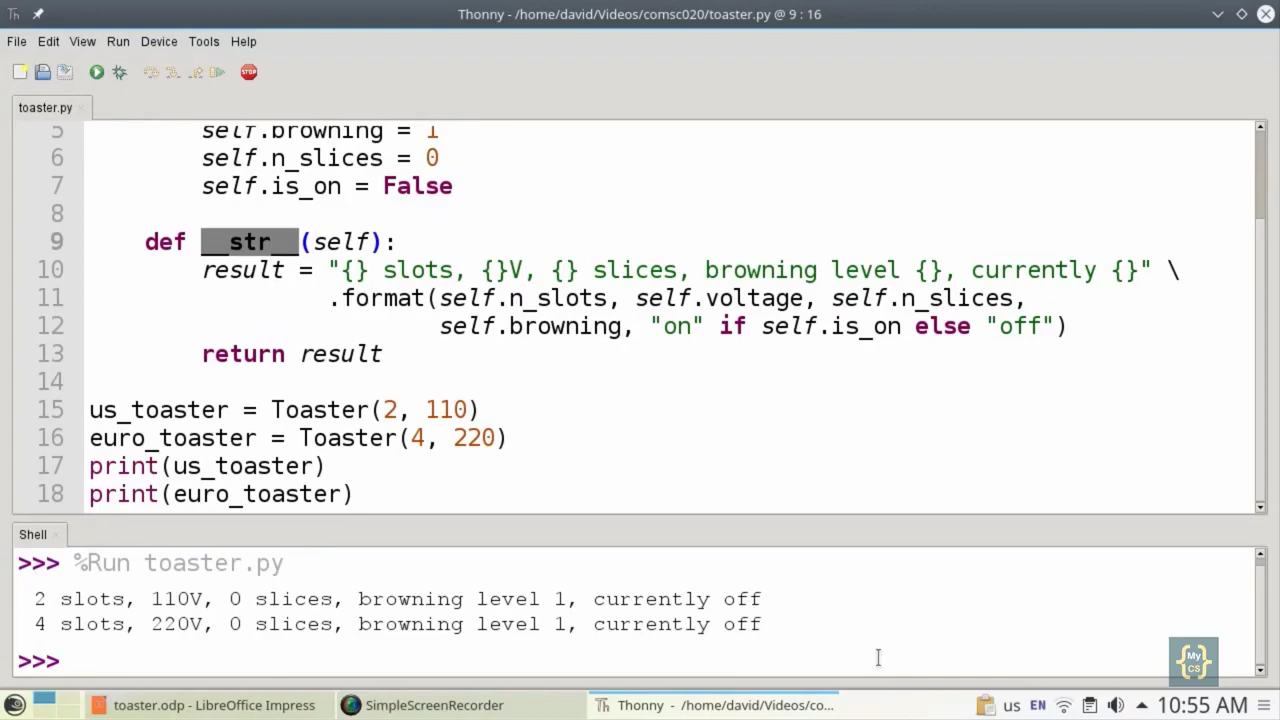 Th Thonny - /home/david/Videos/comsc020/toaster.py @ 9 : 16
File Edit View Run Device Tools Help
STOP
toaster.py
5 self.browning = 1
6 self.n_slices = 0
7 self.is_on = False
8
9 def __str__(self):
10 result = "{} slots, {}V, {} slices, browning level {}, currently {}" \
11 .format(self.n_slots, self.voltage, self.n_slices,
12 self.browning, "on" if self.is_on else "off")
13 return result
14
15 us_toaster = Toaster(2, 110)
16 euro_toaster = Toaster(4, 220)
17 print(us_toaster)
18 print(euro_toaster)
Shell
>>> %Run toaster.py
2 slots, 110V, 0 slices, browning level 1, currently off
4 slots, 220V, 0 slices, browning level 1, currently off
>>>
{My CS}
toaster.odp - LibreOffice Impress SimpleScreenRecorder Th Thonny - /home/david/Videos/co... us EN 10:55 AM